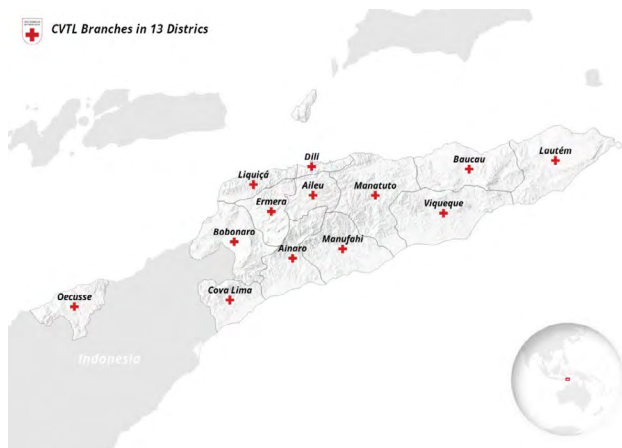 CVTL Branches in 13 Districs
Dili
Baucau
Lautém
Liquiçá
Aileu
Manatuto
Ermera
Viqueque
Bobonaro
Ainaro
Manufahi
Oecusse
Cova Lima
Indonesia